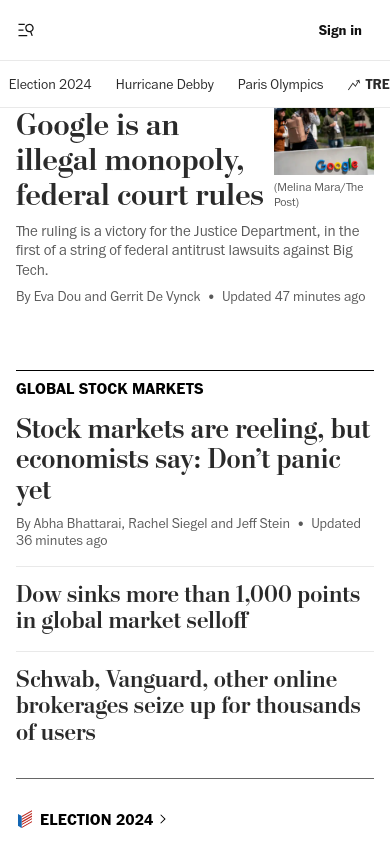 Sign in
Election 2024
Hurricane Debby
Paris Olympics
TRE
Google is an
illegal monopoly,
federal court rules
Google
(Melina Mara/The
Post)
The ruling is a victory for the Justice Department, in the
first of a string of federal antitrust lawsuits against Big
Tech.
By Eva Dou and Gerrit De Vynck • Updated 47 minutes ago
GLOBAL STOCK MARKETS
Stock markets are reeling, but
economists say: Don’t panic
yet
By Abha Bhattarai, Rachel Siegel and Jeff Stein • Updated
36 minutes ago
Dow sinks more than 1,000 points
in global market selloff
Schwab, Vanguard, other online
brokerages seize up for thousands
of users
ELECTION 2024